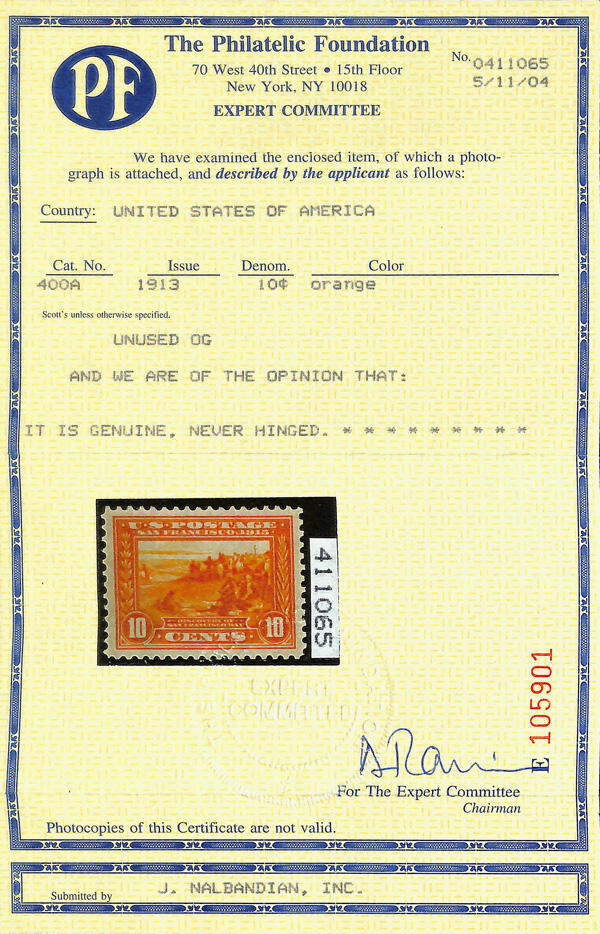 PF
The Philatelic Foundation
70 West 40th Street • 15th Floor
New York, NY 10018
EXPERT COMMITTEE
No. 0411065
5/11/04
We have examined the enclosed item, of which a photo-
graph is attached, and described by the applicant as follows:
Country: UNITED STATES OF AMERICA
Cat. No. Issue Denom. Color
400A 1913 10¢ orange
Scott's unless otherwise specified.
UNUSED OG
AND WE ARE OF THE OPINION THAT:
IT IS GENUINE, NEVER HINGED. * * * * * * * * *
U·S·POSTAGE
SAN FRANCISCO, 1915
DISCOVERY OF
SAN FRANCISCO BAY
10 CENTS 10
411065
EXPERT
COMMITTEE
E 105901
For The Expert Committee
Chairman
Photocopies of this Certificate are not valid.
Submitted by J. NALBANDIAN, INC.